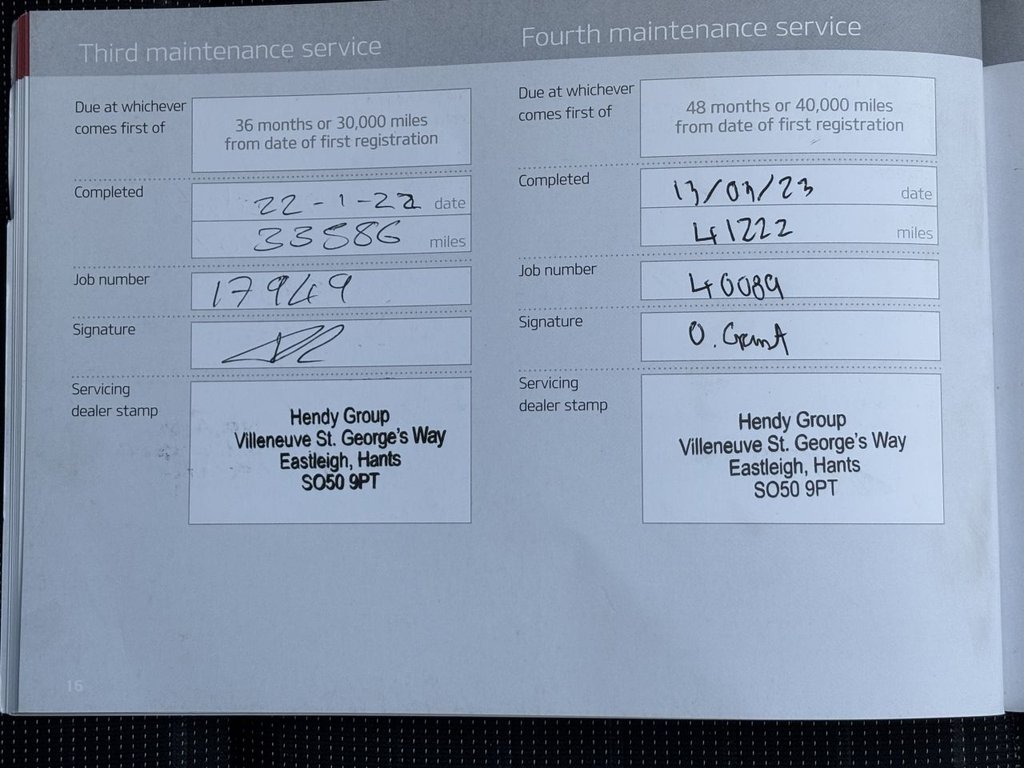 Third maintenance service
Due at whichever
comes first of
36 months or 30,000 miles
from date of first registration
Completed
22-1-22 date
33586 miles
Job number
17949
Signature
Servicing
dealer stamp
Hendy Group
Villeneuve St. George's Way
Eastleigh, Hants
SO50 9PT
16
Fourth maintenance service
Due at whichever
comes first of
48 months or 40,000 miles
from date of first registration
Completed
13/03/23 date
41222 miles
Job number
40089
Signature
O. Grant
Servicing
dealer stamp
Hendy Group
Villeneuve St. George's Way
Eastleigh, Hants
SO50 9PT